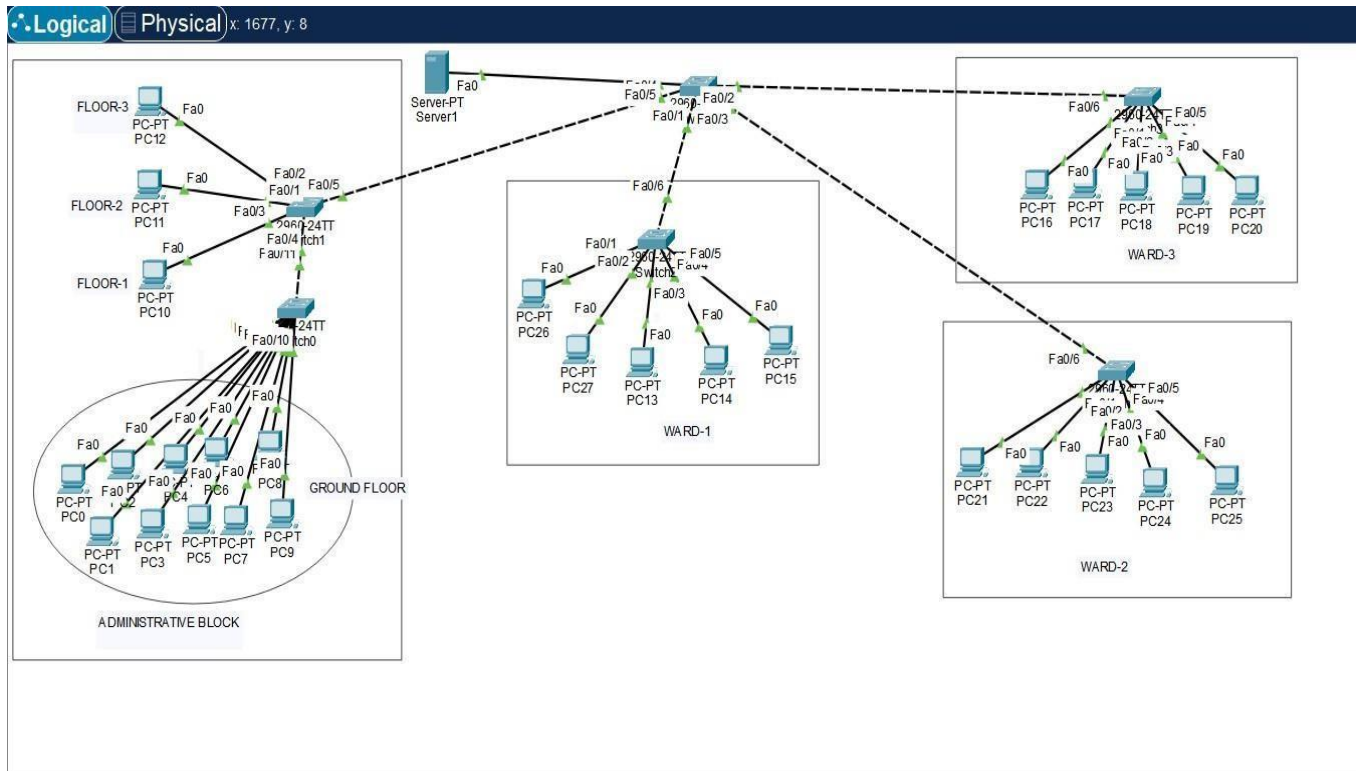 Logical Physical x: 1677, y: 8
FLOOR-3
Fa0
PC-PT
PC12
FLOOR-2
Fa0
PC-PT
PC11
FLOOR-1
Fa0
PC-PT
PC10
Fa0/2
Fa0/1
Fa0/5
Fa0/3
Fa0/4
Fa0/11
Fa0/10
Fa0
Fa0
Fa0
Fa0
Fa0
Fa0
Fa0
Fa0
Fa0
PC-PT
PC0
PC4
PC6
PC8
PC-PT
PC1
PC-PT
PC3
PC-PT
PC5
PC-PT
PC7
PC-PT
PC9
GROUND FLOOR
ADMINISTRATIVE BLOCK
Server-PT
Server1
Fa0
Fa0/5
Fa0/2
Fa0/1
Fa0/3
Fa0/6
Fa0/1
Fa0/2
Fa0/5
Fa0/3
Fa0
PC-PT
PC26
Fa0
PC-PT
PC27
Fa0
PC-PT
PC13
Fa0
PC-PT
PC14
Fa0
PC-PT
PC15
WARD-1
Fa0/6
Fa0/5
Fa0
Fa0
Fa0
Fa0
Fa0
PC-PT
PC16
PC-PT
PC17
PC-PT
PC18
PC-PT
PC19
PC-PT
PC20
WARD-3
Fa0/6
Fa0/5
Fa0/2
Fa0/3
Fa0
Fa0
Fa0
Fa0
Fa0
PC-PT
PC21
PC-PT
PC22
PC-PT
PC23
PC-PT
PC24
PC-PT
PC25
WARD-2